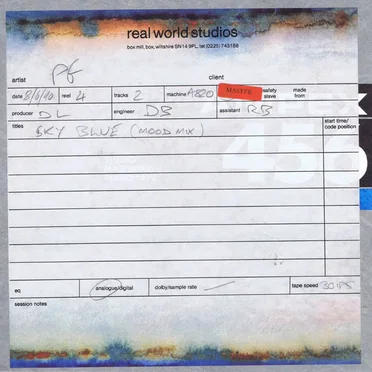 real world studios
box mill, box, wiltshire SN14 9PL, tel (0225) 743188
artist PG client
date reel 4 tracks 2 machine A820 MASTER safety slave made from
producer DL engineer DB assistant RB
titles start time/ code position
SKY BLUE (MOOD MIX)
456
eq analogue/digital dolby/sample rate — tape speed 30 IPS
session notes